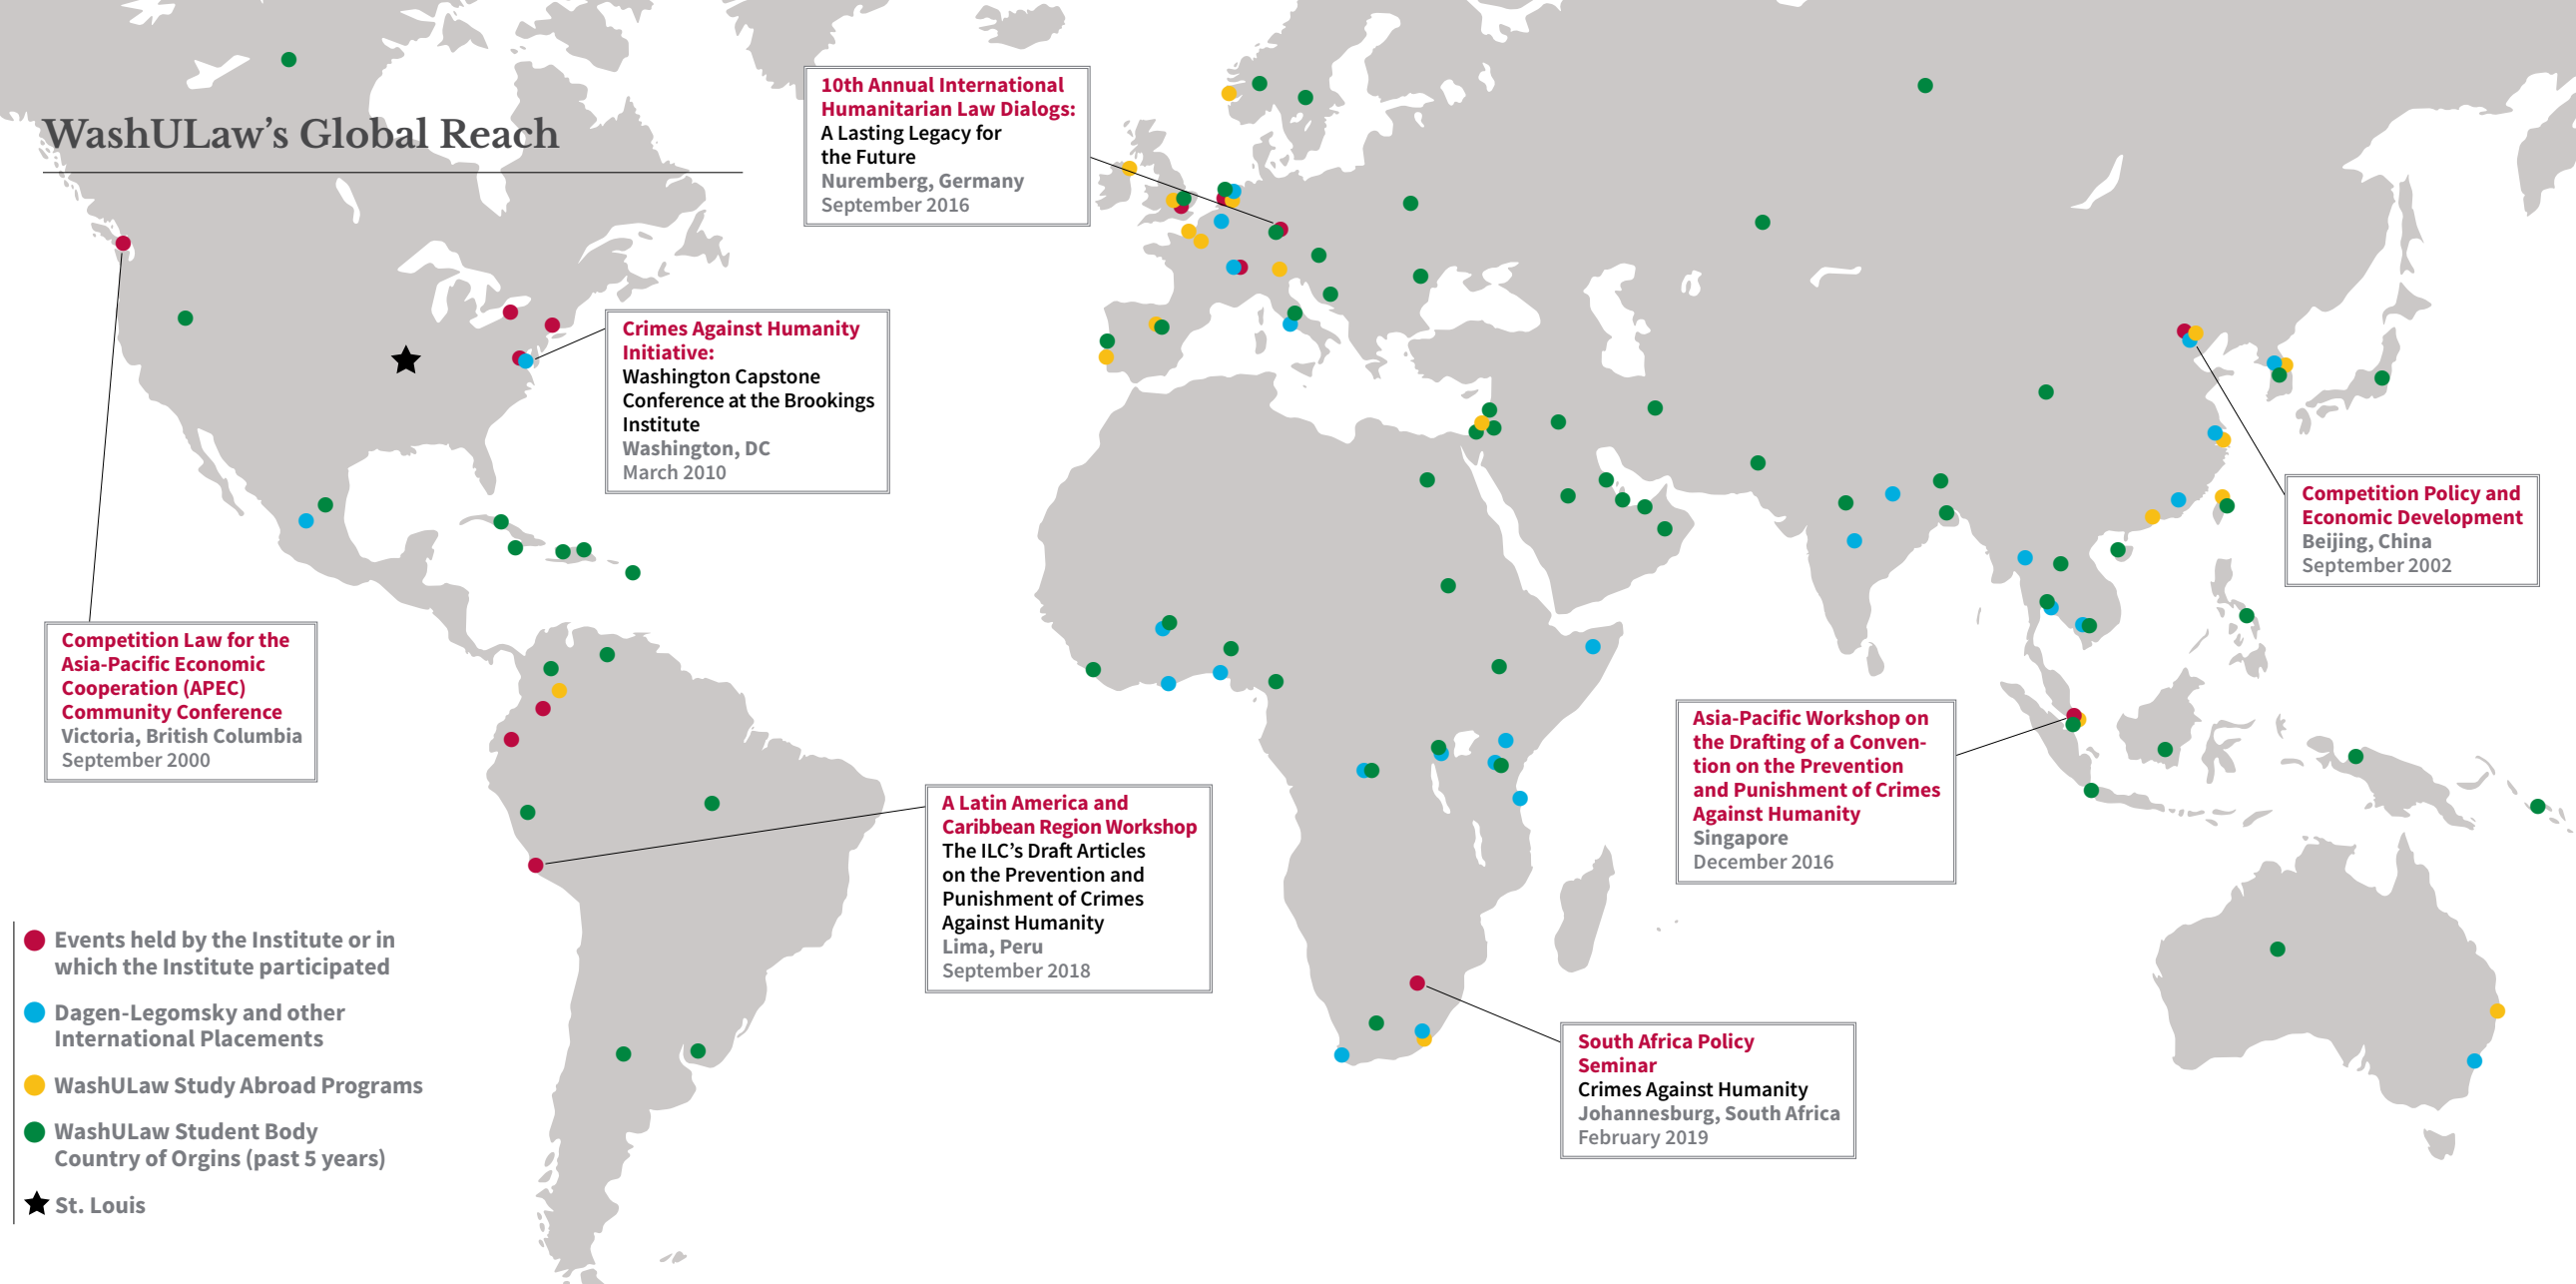 WashULaw’s Global Reach
10th Annual International
Humanitarian Law Dialogs:
A Lasting Legacy for
the Future
Nuremberg, Germany
September 2016
Crimes Against Humanity
Initiative:
Washington Capstone
Conference at the Brookings
Institute
Washington, DC
March 2010
Competition Policy and
Economic Development
Beijing, China
September 2002
Competition Law for the
Asia-Pacific Economic
Cooperation (APEC)
Community Conference
Victoria, British Columbia
September 2000
Asia-Pacific Workshop on
the Drafting of a Conven-
tion on the Prevention
and Punishment of Crimes
Against Humanity
Singapore
December 2016
A Latin America and
Caribbean Region Workshop
The ILC’s Draft Articles
on the Prevention and
Punishment of Crimes
Against Humanity
Lima, Peru
September 2018
South Africa Policy
Seminar
Crimes Against Humanity
Johannesburg, South Africa
February 2019
Events held by the Institute or in
which the Institute participated
Dagen-Legomsky and other
International Placements
WashULaw Study Abroad Programs
WashULaw Student Body
Country of Orgins (past 5 years)
St. Louis